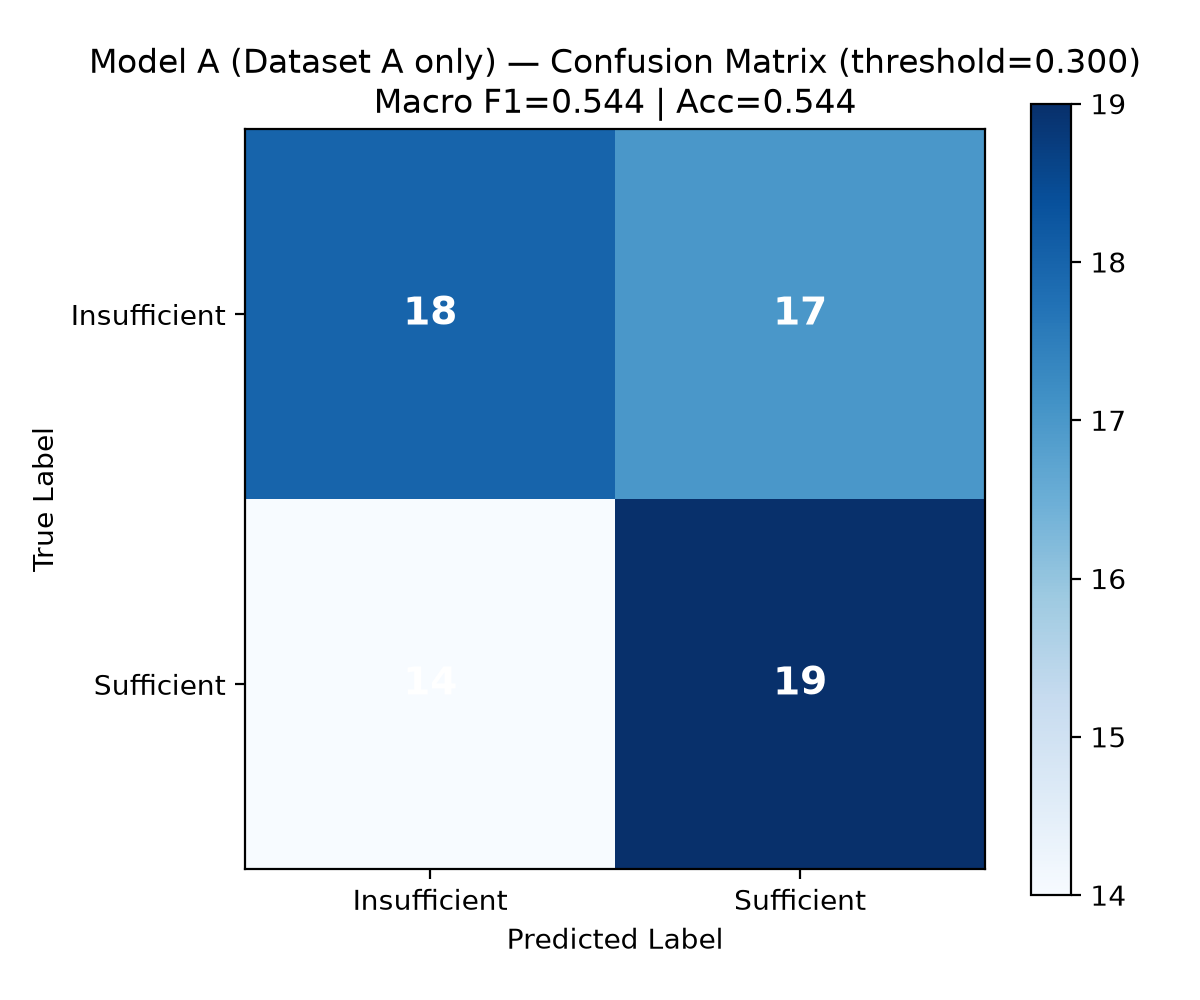 Model A (Dataset A only) — Confusion Matrix (threshold=0.300)
Macro F1=0.544 | Acc=0.544
19
18
17
16
15
14
Insufficient
18
17
Sufficient
14
19
True Label
Insufficient
Sufficient
Predicted Label